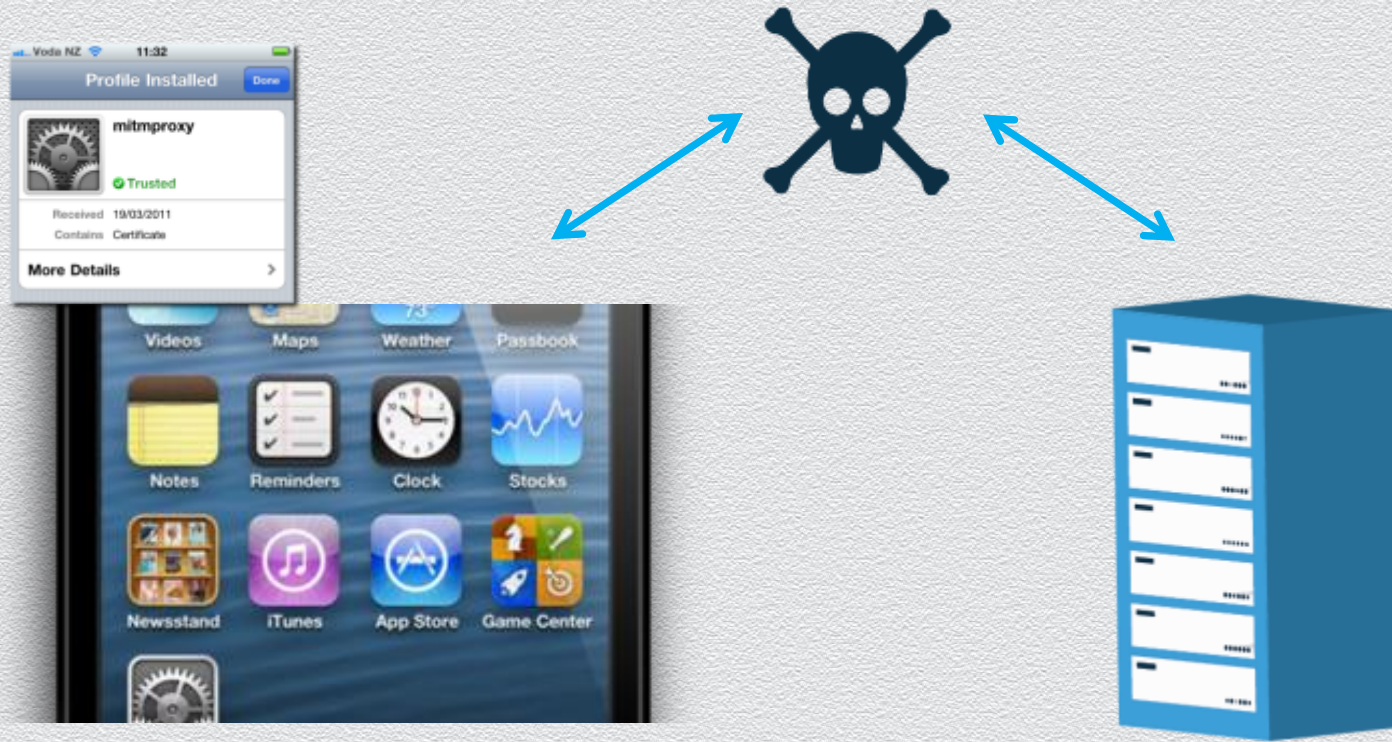 Voda NZ 11:32
Profile Installed Done
mitmproxy
Trusted
Received 19/03/2011
Contains Certificate
More Details
73°
Videos Maps Weather Passbook
Notes Reminders Clock Stocks
Newsstand iTunes App Store Game Center